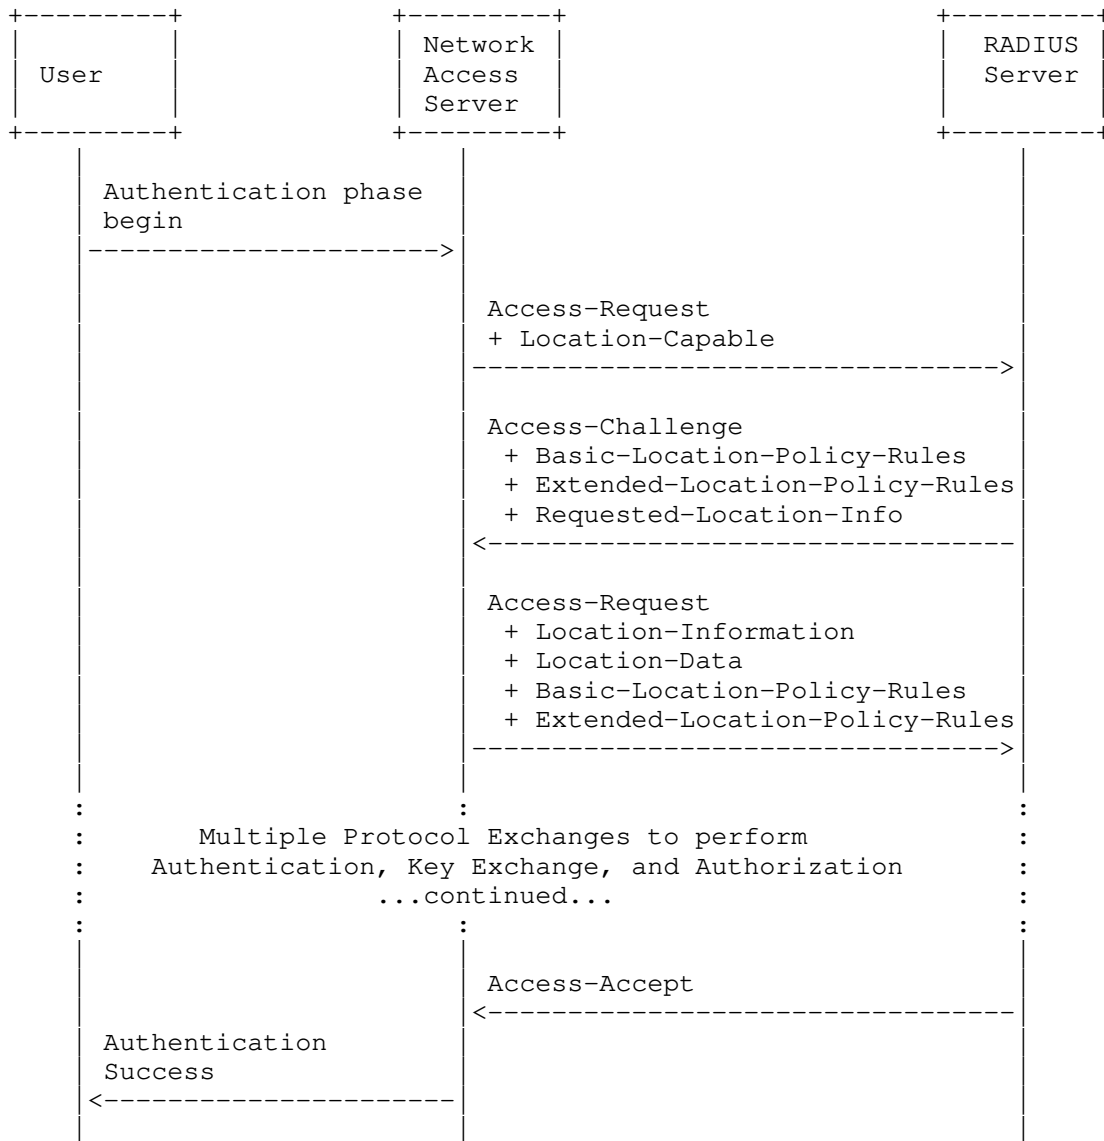 User
Network
Access
Server
RADIUS
Server
Authentication phase
begin
Access-Request
+ Location-Capable
Access-Challenge
+ Basic-Location-Policy-Rules
+ Extended-Location-Policy-Rules
+ Requested-Location-Info
Access-Request
+ Location-Information
+ Location-Data
+ Basic-Location-Policy-Rules
+ Extended-Location-Policy-Rules
Multiple Protocol Exchanges to perform
Authentication, Key Exchange, and Authorization
...continued...
Access-Accept
Authentication
Success